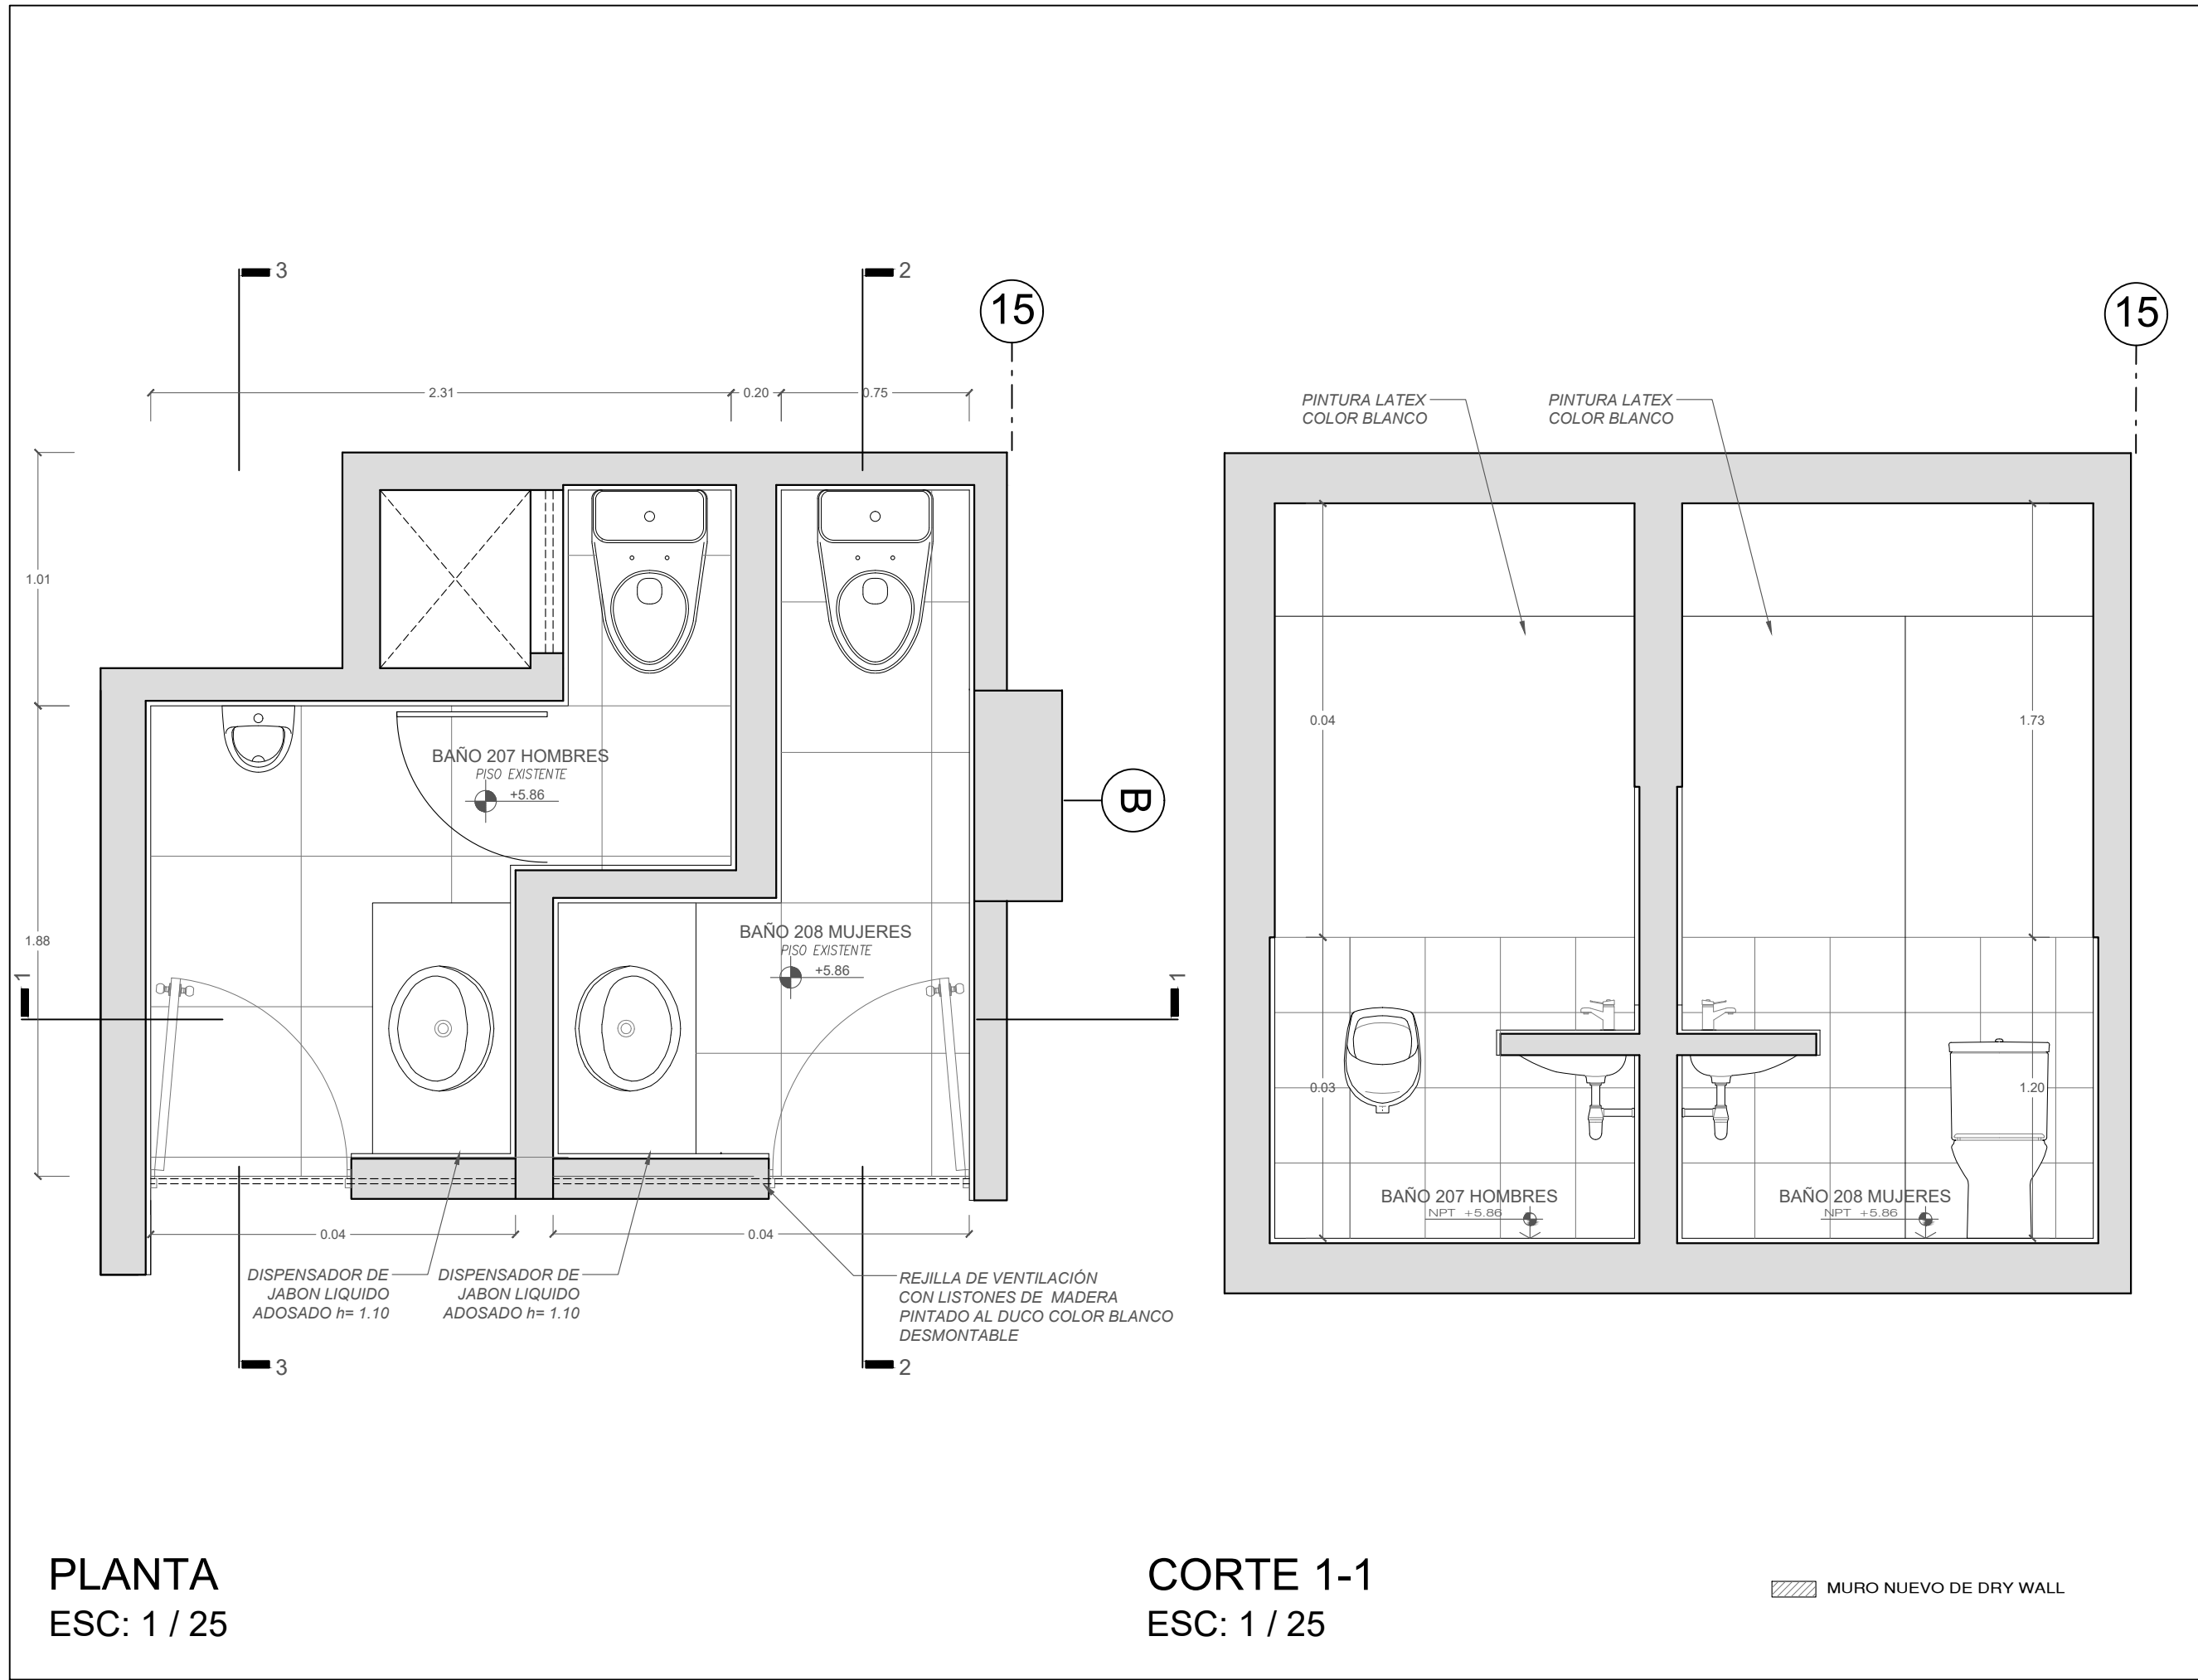 3
2
15
15
2.31
0.20
0.75
PINTURA LATEX
COLOR BLANCO
PINTURA LATEX
COLOR BLANCO
1.01
1.88
BAÑO 207 HOMBRES
PISO EXISTENTE
+5.86
B
BAÑO 208 MUJERES
PISO EXISTENTE
+5.86
1
1
0.04
1.73
0.03
1.20
BAÑO 207 HOMBRES
NPT +5.86
BAÑO 208 MUJERES
NPT +5.86
0.04
0.04
DISPENSADOR DE
JABON LIQUIDO
ADOSADO h= 1.10
DISPENSADOR DE
JABON LIQUIDO
ADOSADO h= 1.10
REJILLA DE VENTILACIÓN
CON LISTONES DE MADERA
PINTADO AL DUCO COLOR BLANCO
DESMONTABLE
3
2
PLANTA
ESC: 1 / 25
CORTE 1-1
ESC: 1 / 25
MURO NUEVO DE DRY WALL